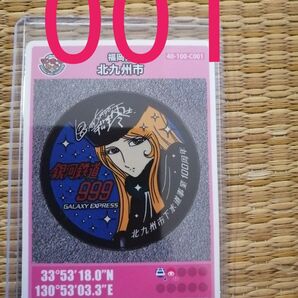 001
福岡
40-100-C001
北九州市
銀河鉄道
999
GALAXY EXPRESS
北九州市下水道事業100周年
33°53'18.0"N
130°53'03.3"E